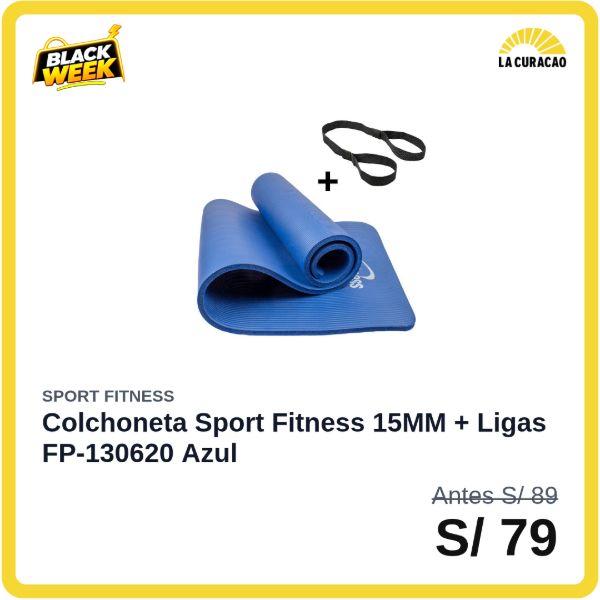 BLACK
WEEK
LA CURACAO
+
SPORT FITNESS
Colchoneta Sport Fitness 15MM + Ligas
FP-130620 Azul
Antes S/ 89
S/ 79